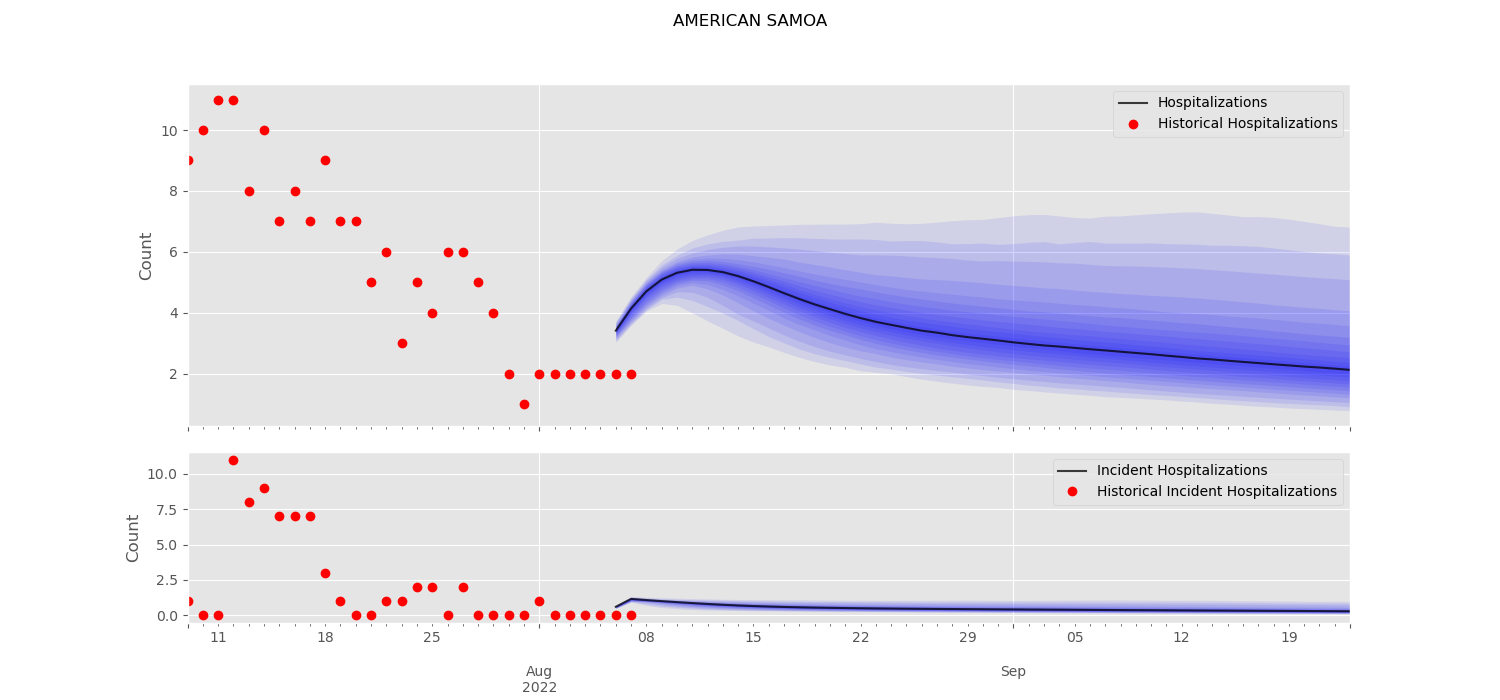 AMERICAN SAMOA
Hospitalizations
Historical Hospitalizations
10
8
6
4
2
Count
Incident Hospitalizations
Historical Incident Hospitalizations
10.0
7.5
5.0
2.5
0.0
Count
11 18 25 08 15 22 29 05 12 19
Aug Sep
2022